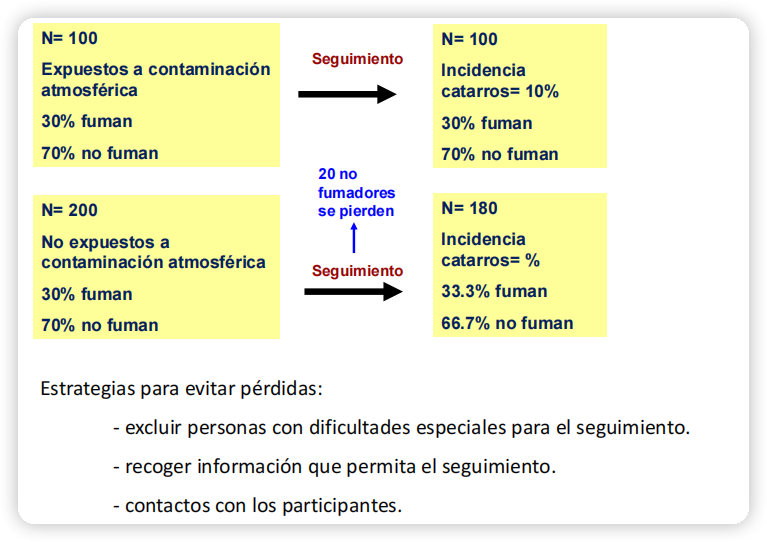 N= 100
Expuestos a contaminación
atmosférica
30% fuman
70% no fuman
Seguimiento
N= 100
Incidencia
catarros= 10%
30% fuman
70% no fuman
20 no
fumadores
se pierden
N= 200
No expuestos a
contaminación atmosférica
30% fuman
70% no fuman
Seguimiento
N= 180
Incidencia
catarros= %
33.3% fuman
66.7% no fuman
Estrategias para evitar pérdidas:
- excluir personas con dificultades especiales para el seguimiento.
- recoger información que permita el seguimiento.
- contactos con los participantes.